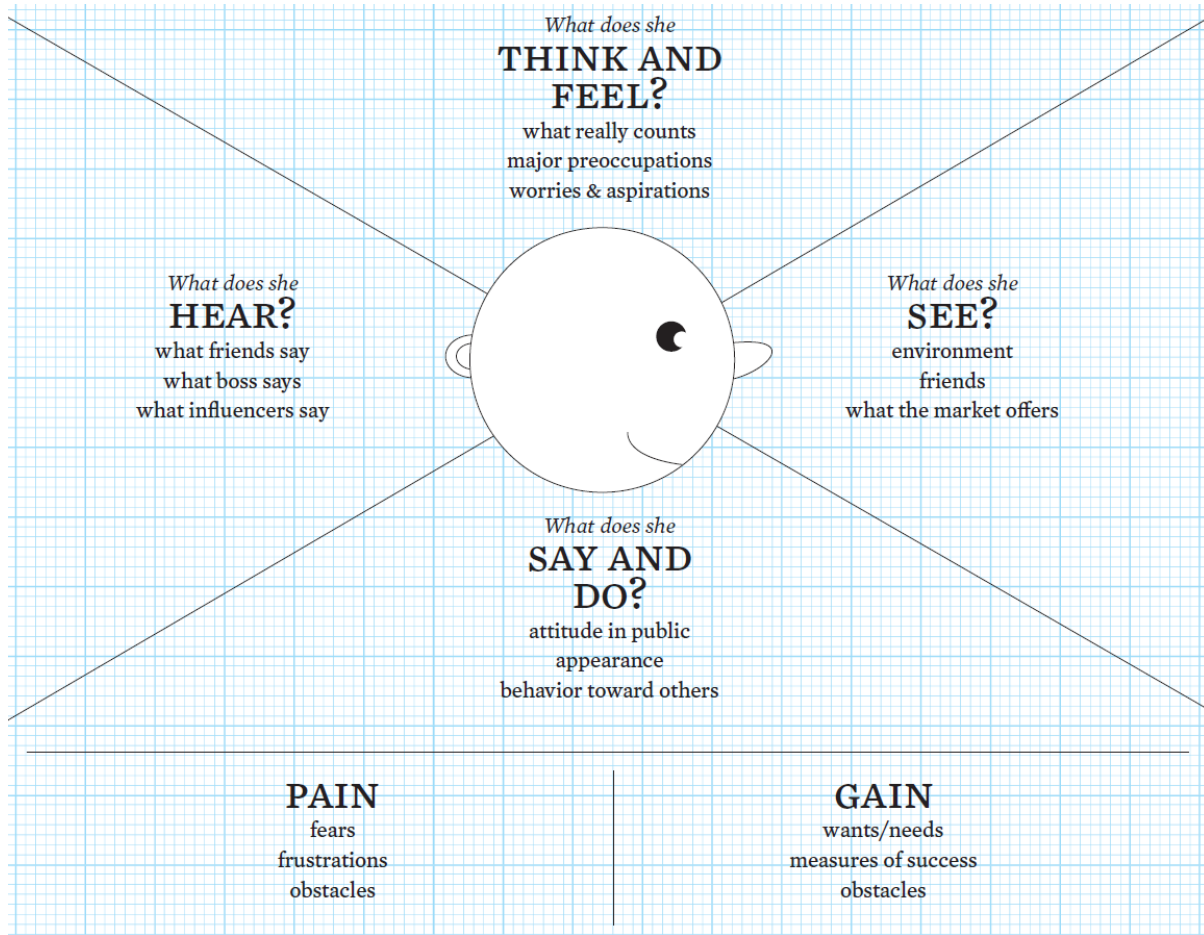 What does she
THINK AND
FEEL?
what really counts
major preoccupations
worries & aspirations
What does she
HEAR?
what friends say
what boss says
what influencers say
What does she
SEE?
environment
friends
what the market offers
What does she
SAY AND
DO?
attitude in public
appearance
behavior toward others
PAIN
fears
frustrations
obstacles
GAIN
wants/needs
measures of success
obstacles